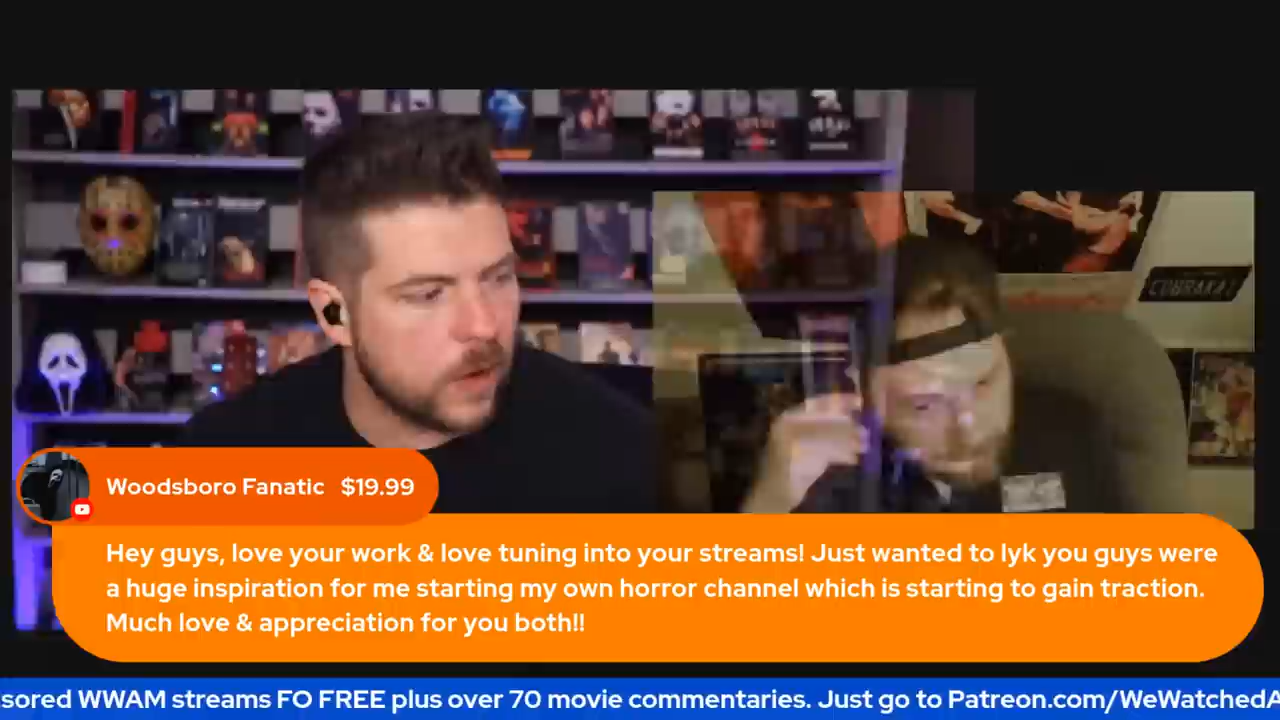 COBRA KAI
Woodsboro Fanatic $19.99
Hey guys, love your work & love tuning into your streams! Just wanted to lyk you guys were
a huge inspiration for me starting my own horror channel which is starting to gain traction.
Much love & appreciation for you both!!
sored WWAM streams FO FREE plus over 70 movie commentaries. Just go to Patreon.com/WeWatchedA